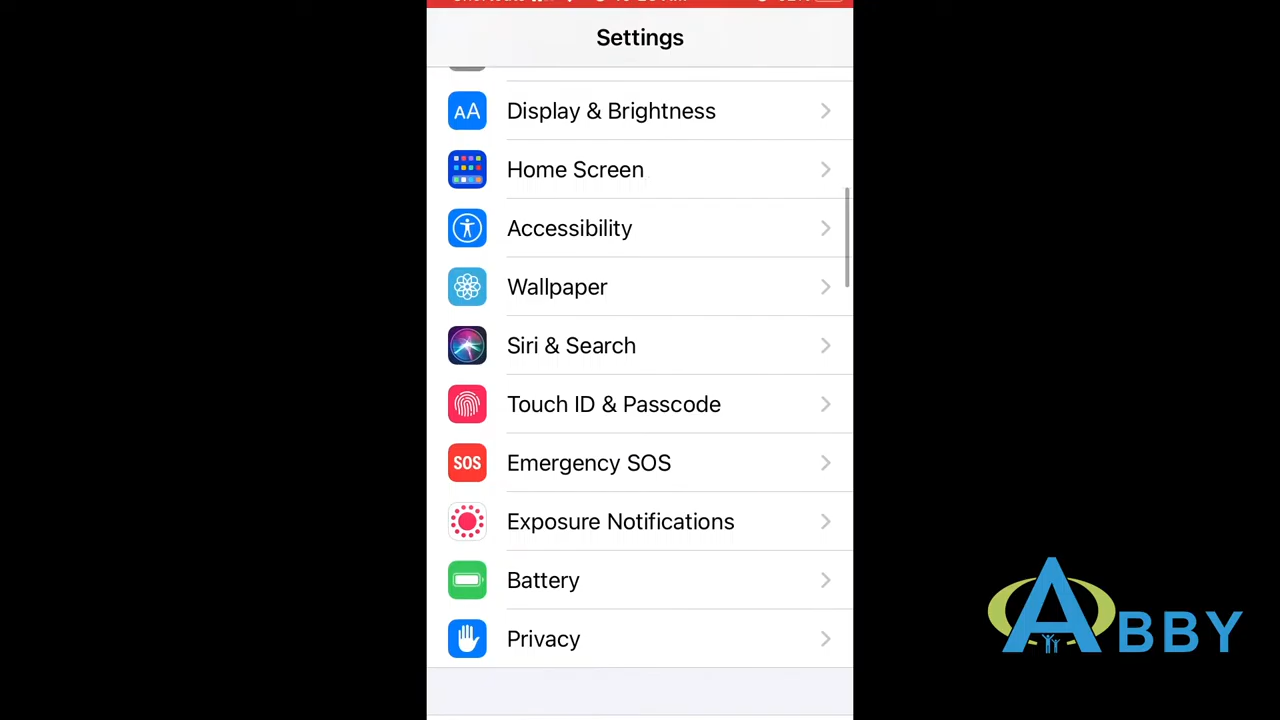 Settings
AA Display & Brightness
Home Screen
Accessibility
Wallpaper
Siri & Search
Touch ID & Passcode
SOS Emergency SOS
Exposure Notifications
Battery
Privacy
ABBY